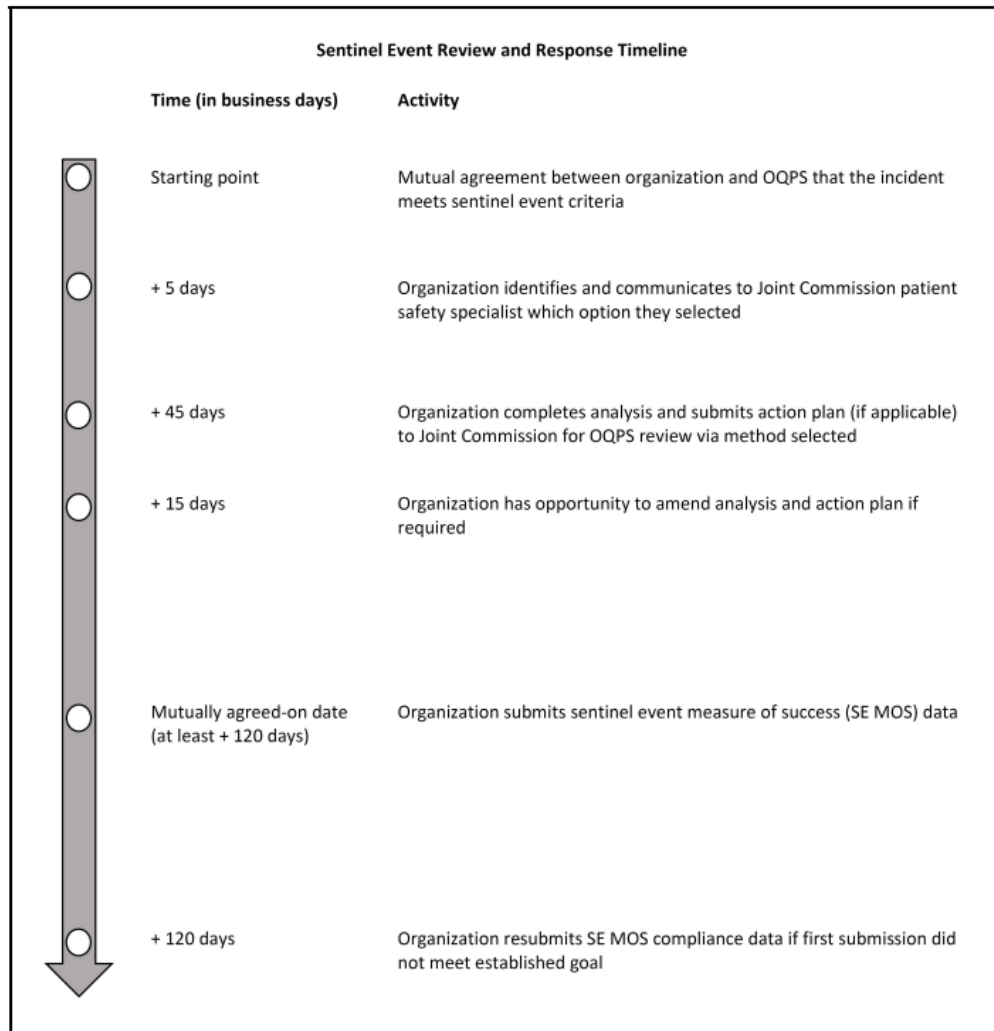 Sentinel Event Review and Response Timeline
Time (in business days) Activity
Starting point Mutual agreement between organization and OQPS that the incident
meets sentinel event criteria
+ 5 days Organization identifies and communicates to Joint Commission patient
safety specialist which option they selected
+ 45 days Organization completes analysis and submits action plan (if applicable)
to Joint Commission for OQPS review via method selected
+ 15 days Organization has opportunity to amend analysis and action plan if
required
Mutually agreed-on date Organization submits sentinel event measure of success (SE MOS) data
(at least + 120 days)
+ 120 days Organization resubmits SE MOS compliance data if first submission did
not meet established goal